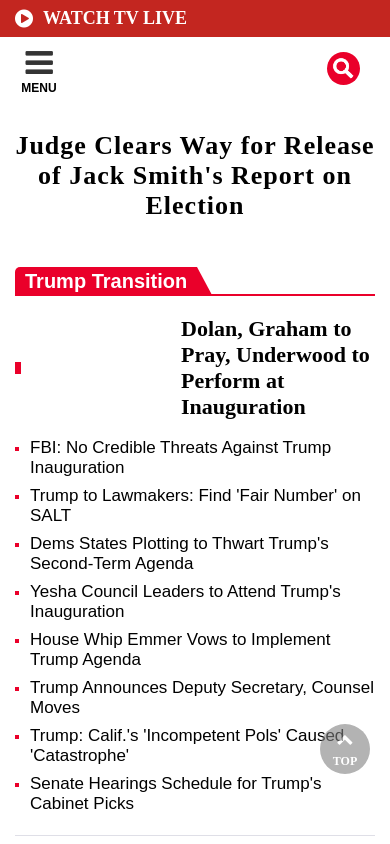 WATCH TV LIVE
MENU
Judge Clears Way for Release
of Jack Smith's Report on
Election
Trump Transition
Dolan, Graham to
Pray, Underwood to
Perform at
Inauguration
FBI: No Credible Threats Against Trump
Inauguration
Trump to Lawmakers: Find 'Fair Number' on
SALT
Dems States Plotting to Thwart Trump's
Second-Term Agenda
Yesha Council Leaders to Attend Trump's
Inauguration
House Whip Emmer Vows to Implement
Trump Agenda
Trump Announces Deputy Secretary, Counsel
Moves
Trump: Calif.'s 'Incompetent Pols' Caused
'Catastrophe'
TOP
Senate Hearings Schedule for Trump's
Cabinet Picks